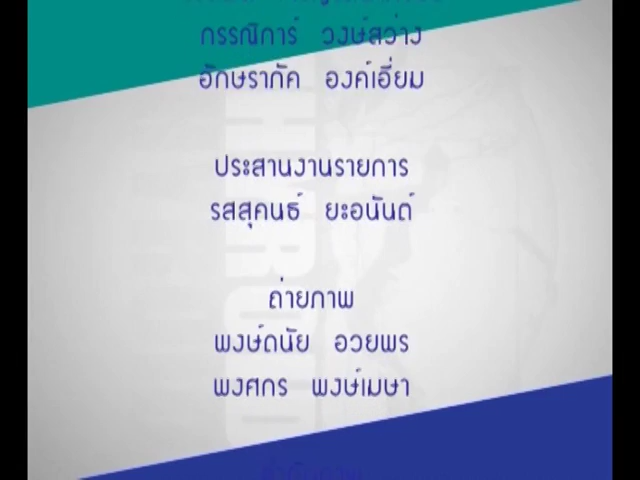 กรรณิการ์ วงษ์สว่าง
อักษราภัค องค์เอี่ยม
ประสานงานรายการ
รสสุคนธ์ ยะอนันต์
ถ่ายภาพ
พงษ์ดนัย อวยพร
พงศกร พงษ์เมษา